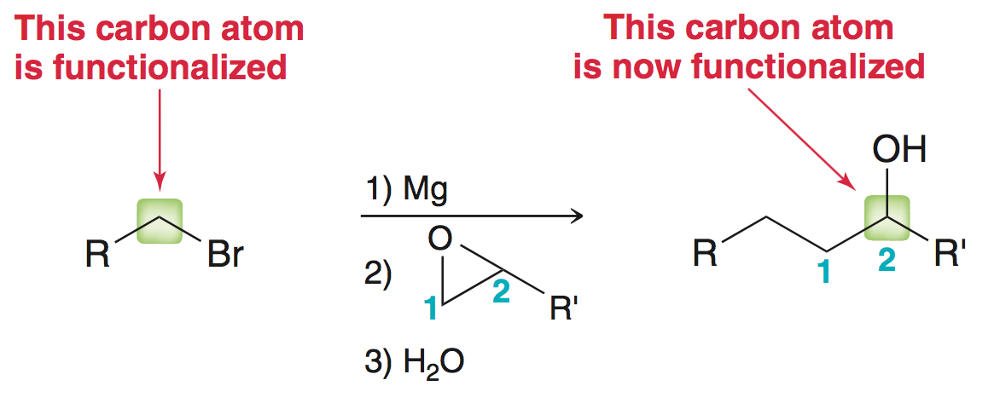 This carbon atom
is functionalized
This carbon atom
is now functionalized
R
Br
1) Mg
2)
O
1
2
R'
3) H₂O
OH
R
1
2
R'